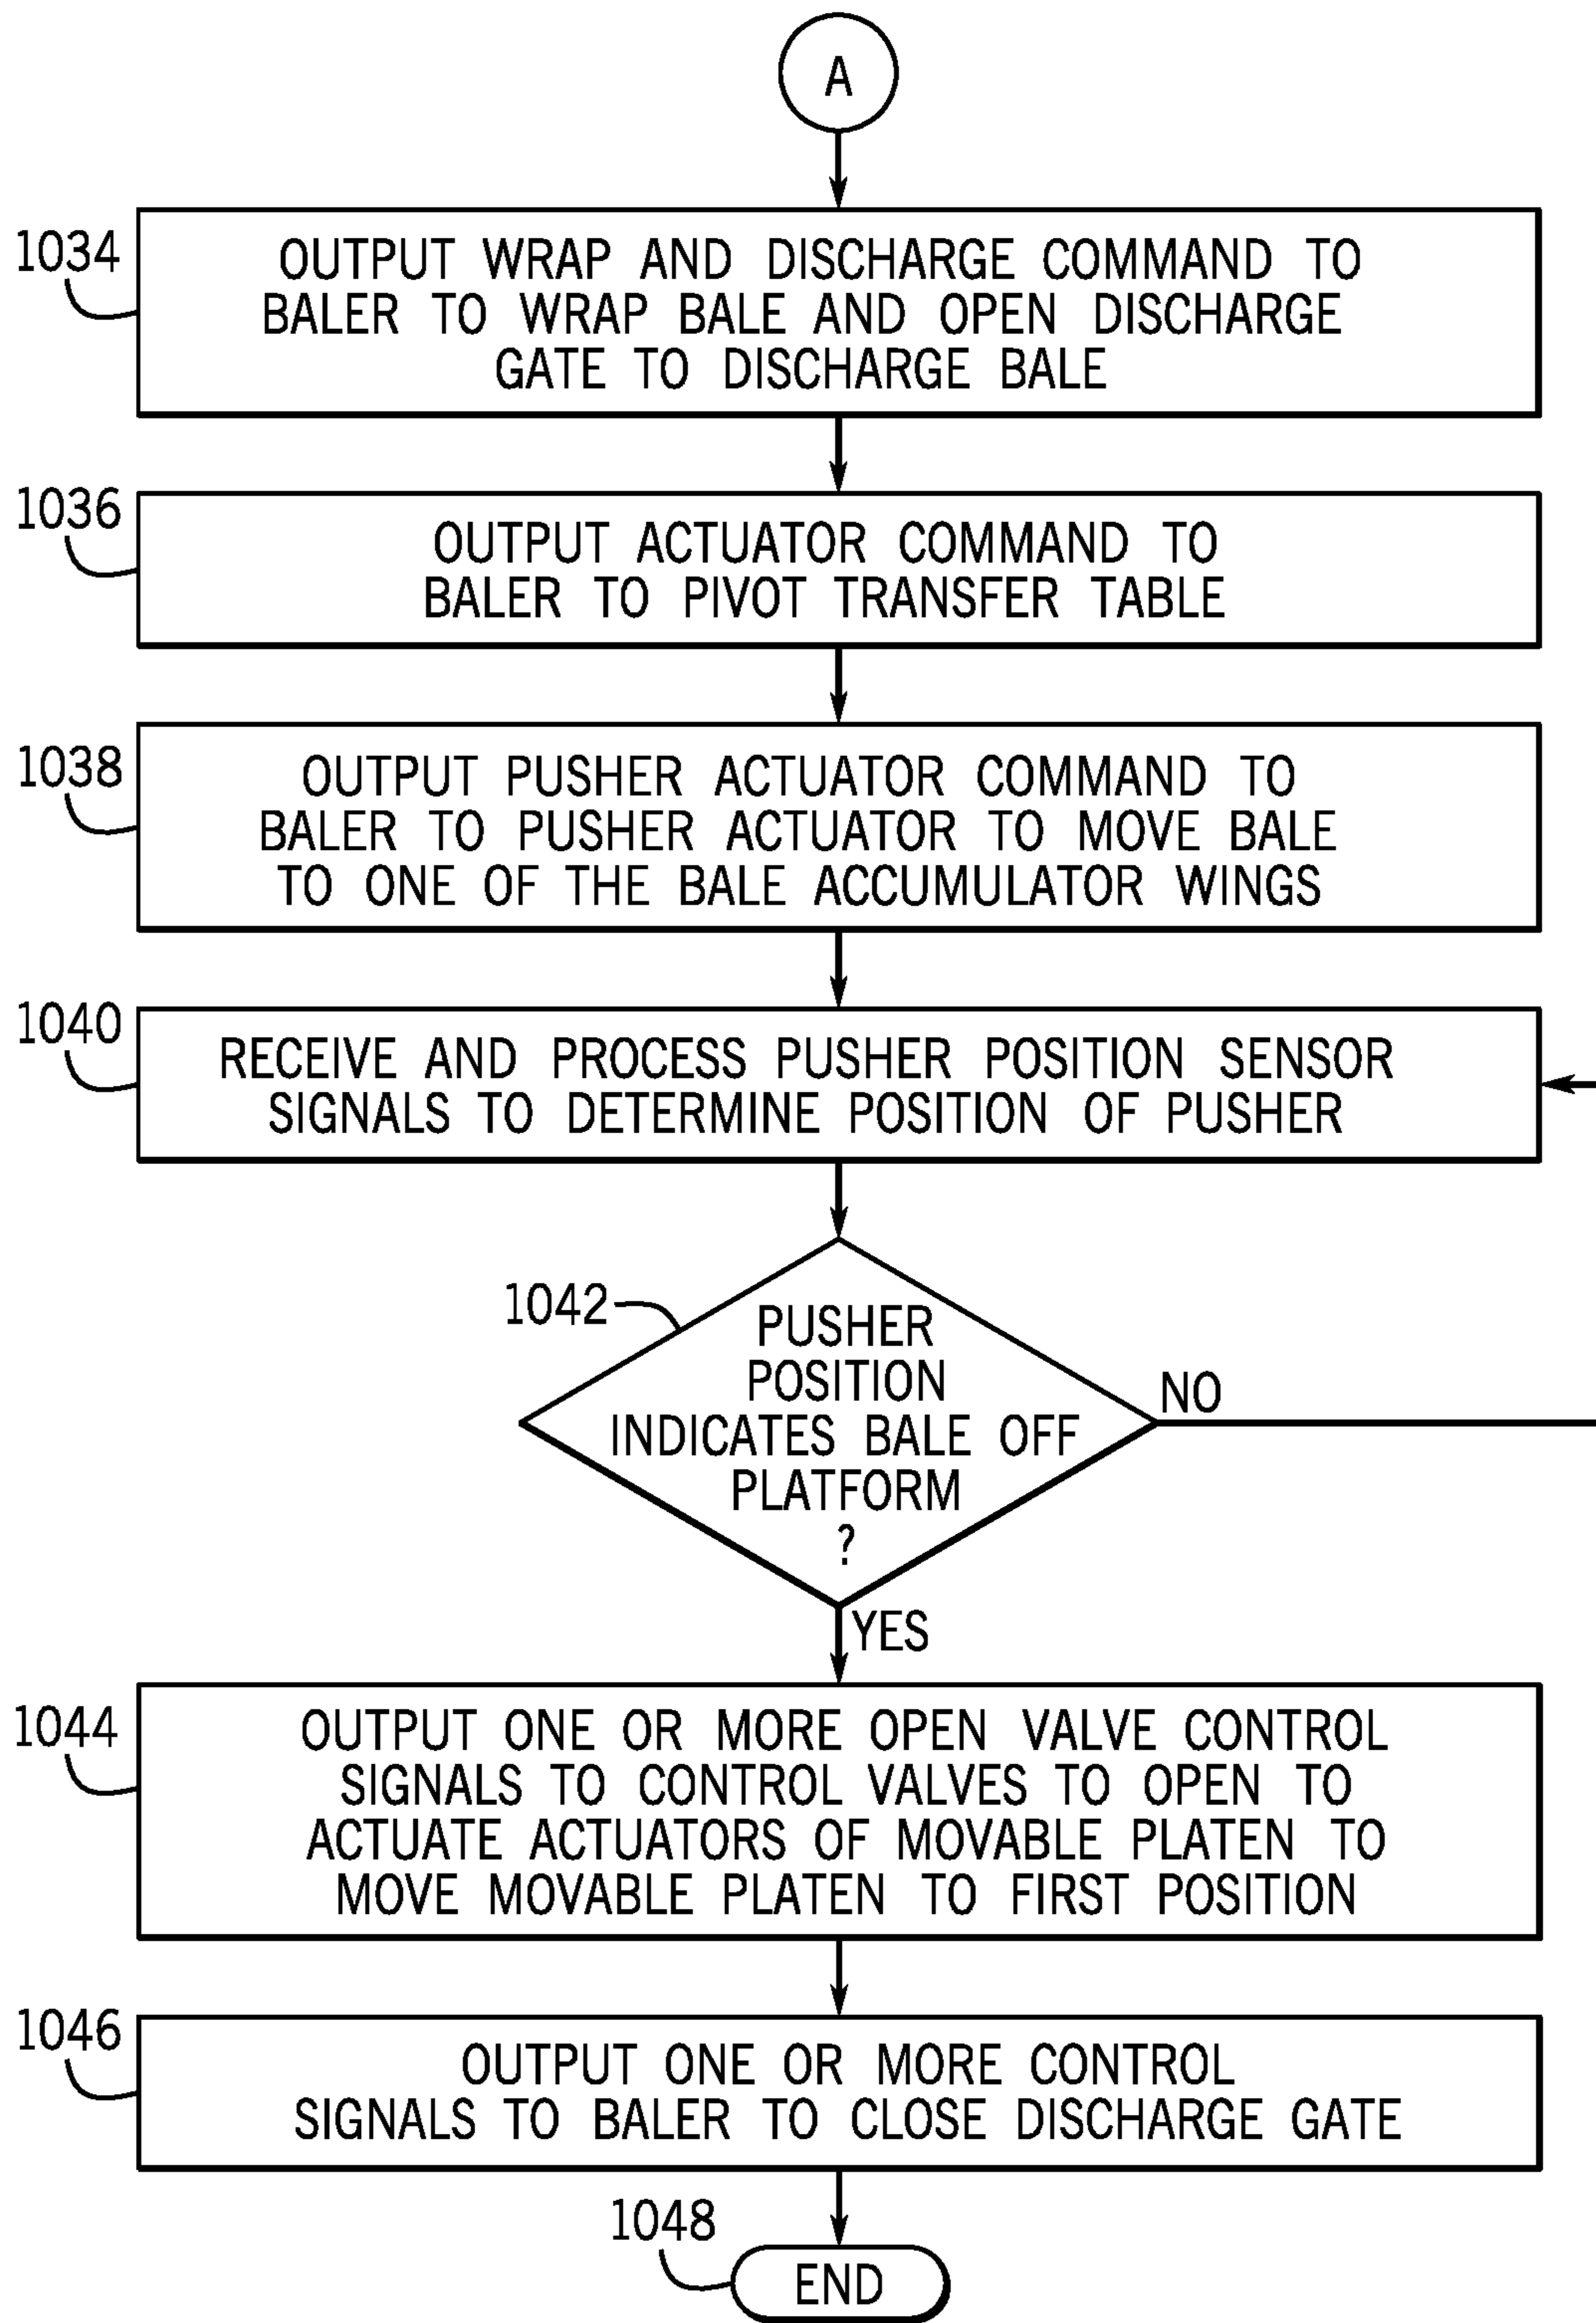 A
1034
OUTPUT WRAP AND DISCHARGE COMMAND TO
BALER TO WRAP BALE AND OPEN DISCHARGE
GATE TO DISCHARGE BALE
1036
OUTPUT ACTUATOR COMMAND TO
BALER TO PIVOT TRANSFER TABLE
1038
OUTPUT PUSHER ACTUATOR COMMAND TO
BALER TO PUSHER ACTUATOR TO MOVE BALE
TO ONE OF THE BALE ACCUMULATOR WINGS
1040
RECEIVE AND PROCESS PUSHER POSITION SENSOR
SIGNALS TO DETERMINE POSITION OF PUSHER
1042
PUSHER
POSITION
INDICATES BALE OFF
PLATFORM
?
NO
YES
1044
OUTPUT ONE OR MORE OPEN VALVE CONTROL
SIGNALS TO CONTROL VALVES TO OPEN TO
ACTUATE ACTUATORS OF MOVABLE PLATEN TO
MOVE MOVABLE PLATEN TO FIRST POSITION
1046
OUTPUT ONE OR MORE CONTROL
SIGNALS TO BALER TO CLOSE DISCHARGE GATE
1048
END